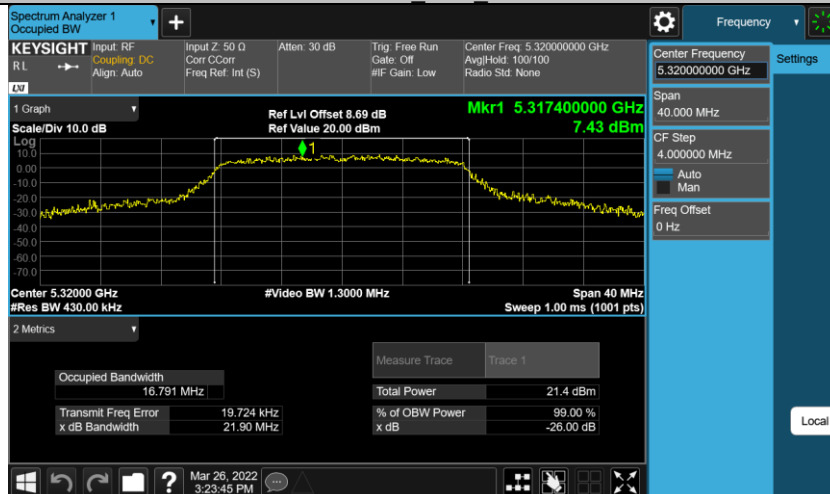 Spectrum Analyzer 1
Occupied BW
Frequency
KEYSIGHT
R L
LXI
Input: RF
Coupling: DC
Align: Auto
Input Z: 50 Ω
Corr CCorr
Freq Ref: Int (S)
Atten: 30 dB
Trig: Free Run
Gate: Off
#IF Gain: Low
Center Freq: 5.320000000 GHz
Avg|Hold: 100/100
Radio Std: None
Center Frequency
5.320000000 GHz
Settings
Span
40.000 MHz
CF Step
4.000000 MHz
Auto
Man
Freq Offset
0 Hz
Local
1 Graph
Scale/Div 10.0 dB
Ref Lvl Offset 8.69 dB
Ref Value 20.00 dBm
Mkr1 5.317400000 GHz
7.43 dBm
Log
10.0
0.00
-10.0
-20.0
-30.0
-40.0
-50.0
-60.0
-70.0
1
Center 5.32000 GHz
#Res BW 430.00 kHz
#Video BW 1.3000 MHz
Span 40 MHz
Sweep 1.00 ms (1001 pts)
2 Metrics
Measure Trace Trace 1
Occupied Bandwidth
16.791 MHz
Total Power 21.4 dBm
Transmit Freq Error 19.724 kHz
% of OBW Power 99.00 %
x dB Bandwidth 21.90 MHz
x dB -26.00 dB
?
Mar 26, 2022
3:23:45 PM